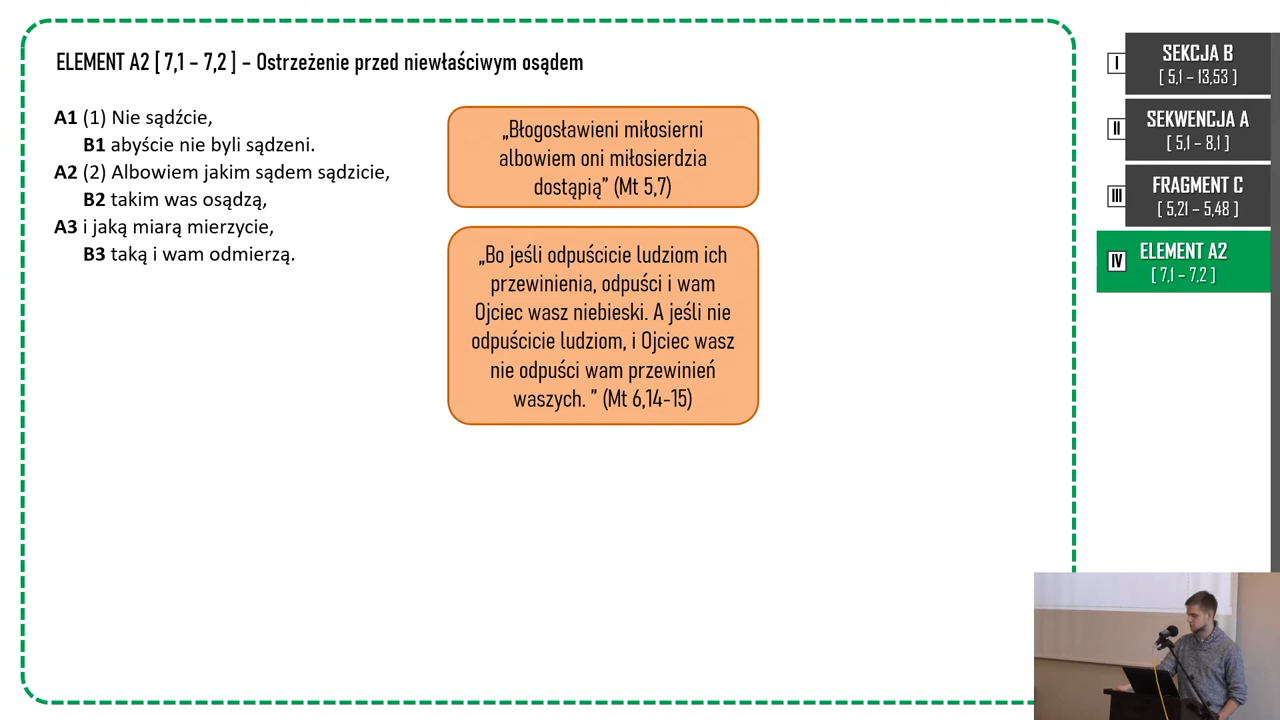 ELEMENT A2 [ 7,1 – 7,2 ] – Ostrzeżenie przed niewłaściwym osądem
A1 (1) Nie sądźcie,
B1 abyście nie byli sądzeni.
A2 (2) Albowiem jakim sądem sądzicie,
B2 takim was osądzą,
A3 i jaką miarą mierzycie,
B3 taką i wam odmierzą.
„Błogosławieni miłosierni
albowiem oni miłosierdzia
dostąpią” (Mt 5,7)
„Bo jeśli odpuścicie ludziom ich
przewinienia, odpuści i wam
Ojciec wasz niebieski. A jeśli nie
odpuścicie ludziom, i Ojciec wasz
nie odpuści wam przewinień
waszych. ” (Mt 6,14-15)
I SEKCJA B
[ 5,1 – 13,53 ]
II SEKWENCJA A
[ 5,1 – 8,1 ]
III FRAGMENT C
[ 5,21 – 5,48 ]
IV ELEMENT A2
[ 7,1 – 7,2 ]